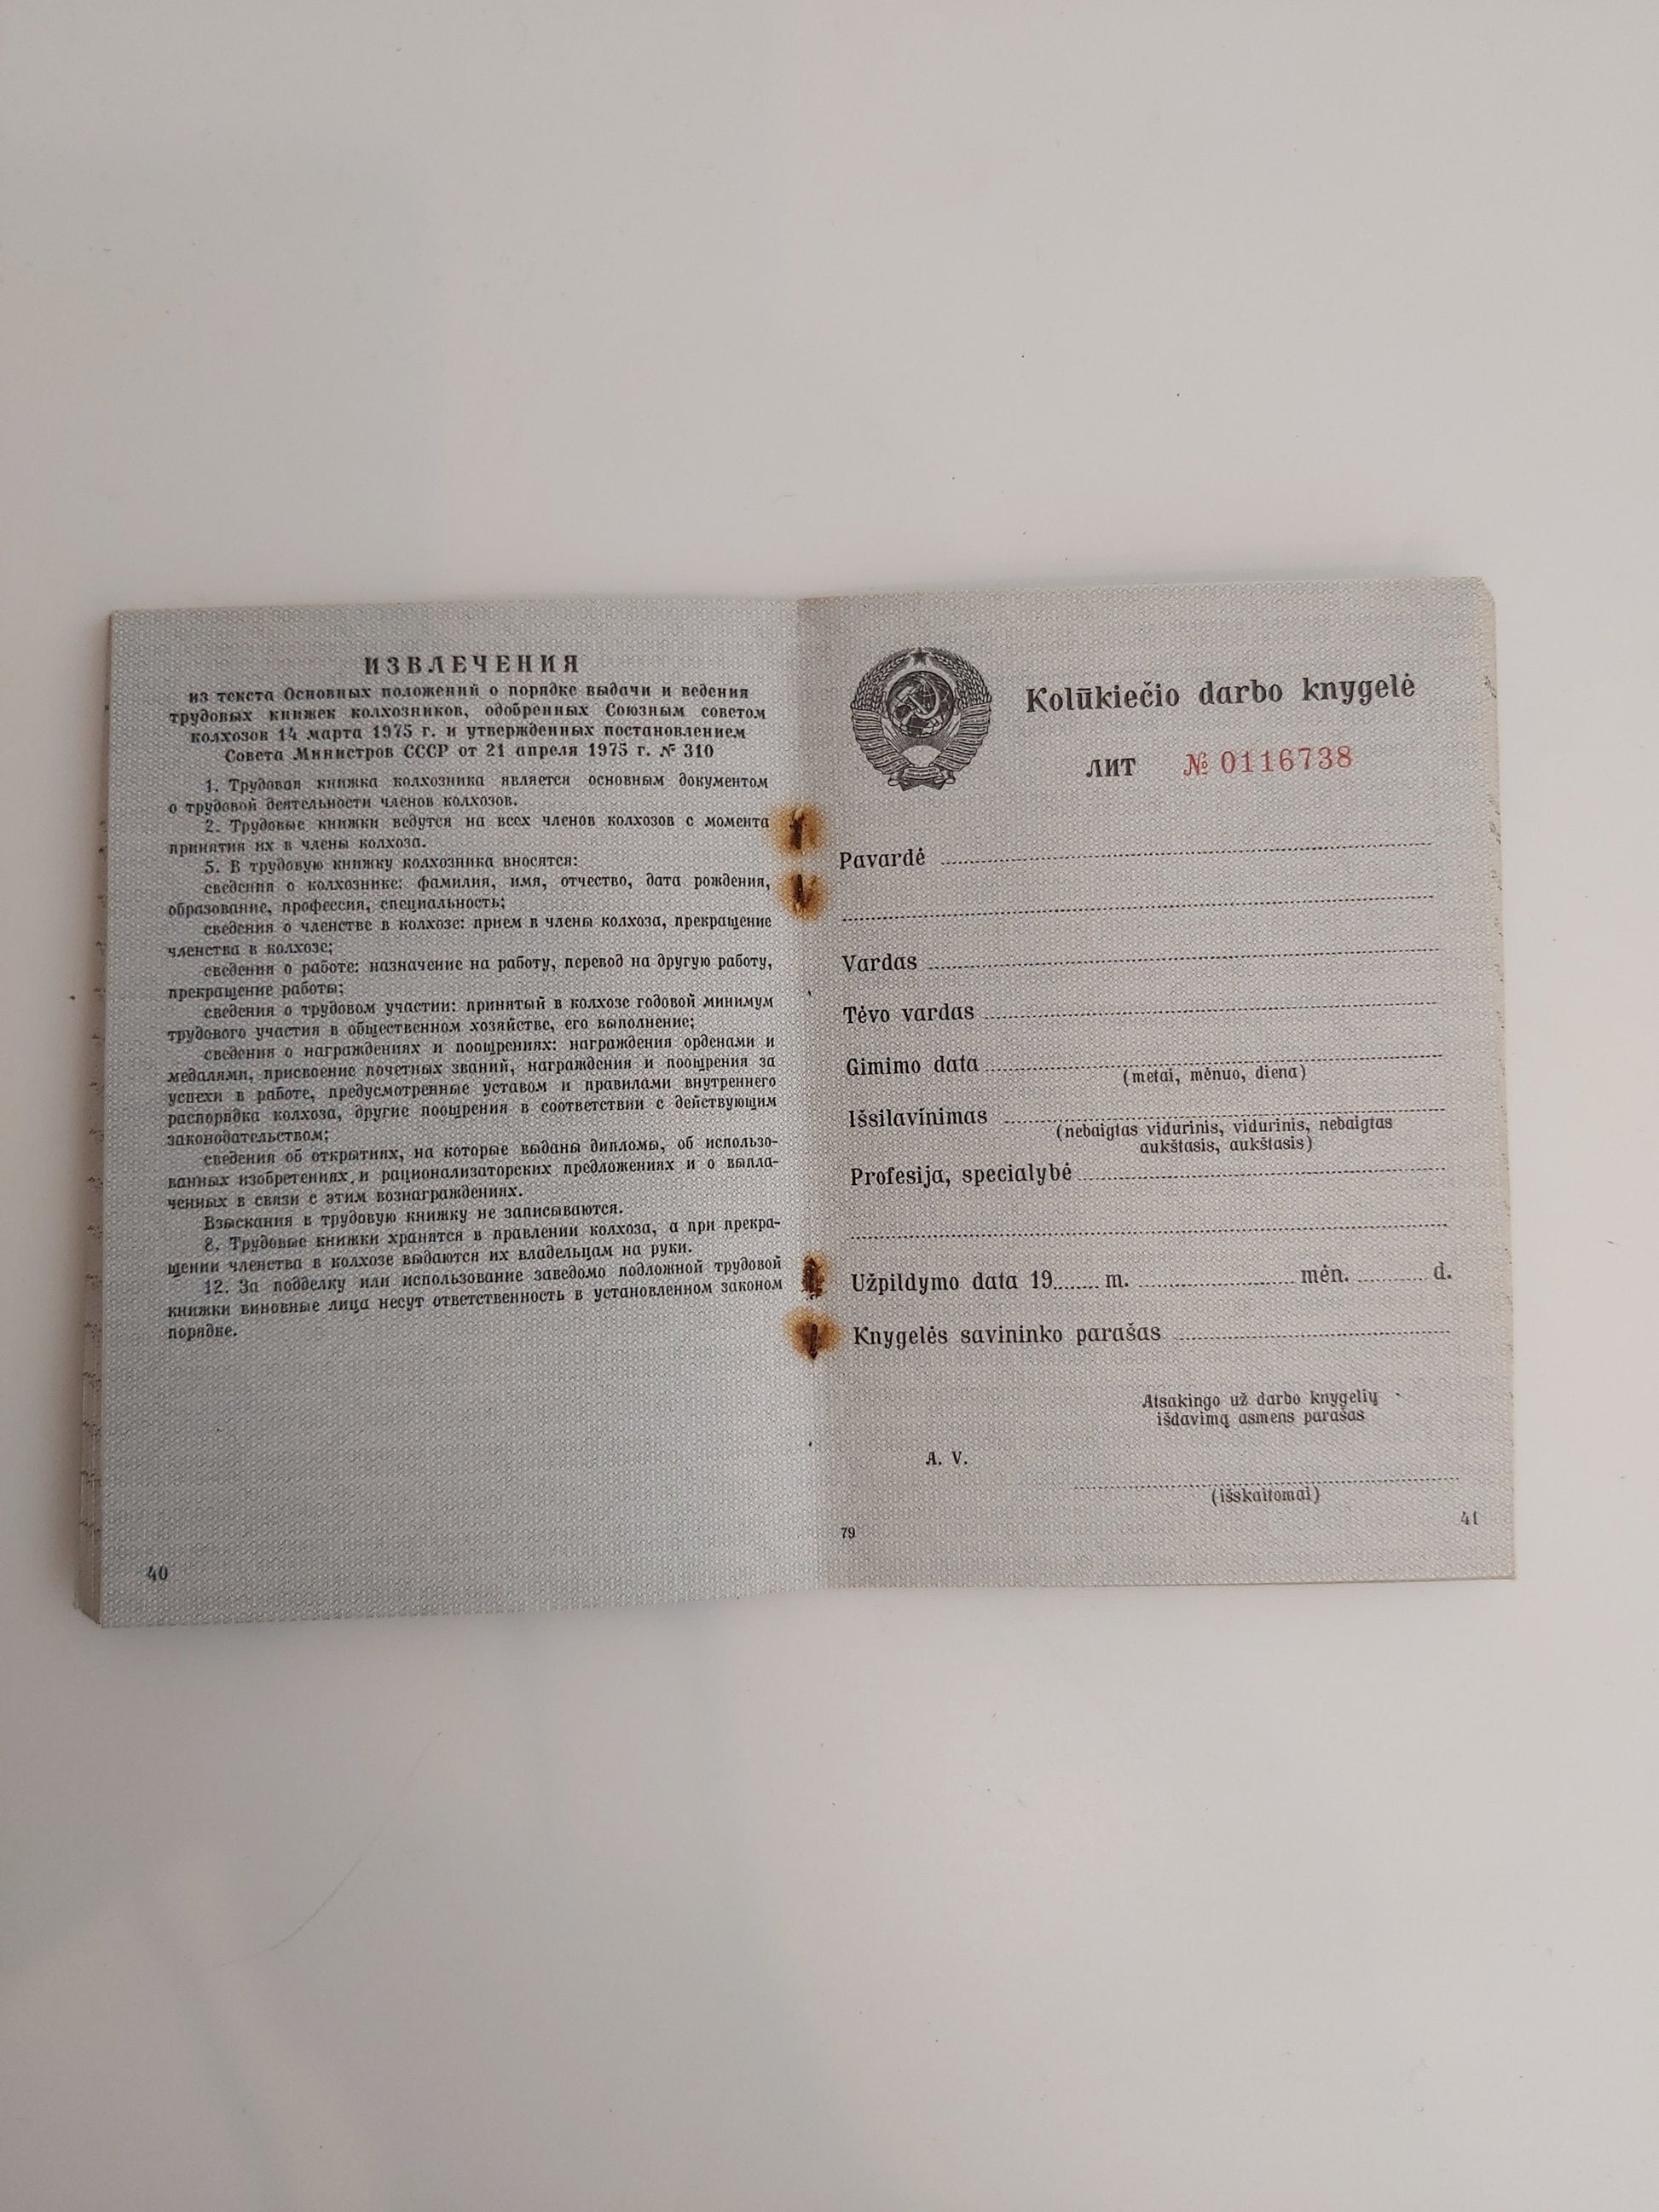 ИЗВЛЕЧЕНИЯ
из текста Основных положений о порядке выдачи и ведения
трудовых книжек колхозников, одобренных Союзным советом
колхозов 14 марта 1975 г. и утвержденных постановлением
Совета Министров СССР от 21 апреля 1975 г. № 310
1. Трудовая книжка колхозника является основным документом
о трудовой деятельности членов колхозов.
2. Трудовые книжки ведутся на всех членов колхозов с момента
принятия их в члены колхоза.
5. В трудовую книжку колхозника вносятся:
сведения о колхознике: фамилия, имя, отчество, дата рождения,
образование, профессия, специальность;
сведения о членстве в колхозе: прием в члены колхоза, прекращение
членства в колхозе;
сведения о работе: назначение на работу, перевод на другую работу,
прекращение работы;
сведения о трудовом участии: принятый в колхозе годовой минимум
трудового участия в общественном хозяйстве, его выполнение;
сведения о награждениях и поощрениях: награждения орденами и
медалями, присвоение почетных званий, награждения и поощрения за
успехи в работе, предусмотренные уставом и правилами внутреннего
распорядка колхоза, другие поощрения в соответствии с действующим
законодательством;
сведения об открытиях, на которые выданы дипломы, об использо-
ванных изобретениях и рационализаторских предложениях и о выпла-
ченных в связи с этим вознаграждениях.
Взыскания в трудовую книжку не записываются.
8. Трудовые книжки хранятся в правлении колхоза, а при прекра-
щении членства в колхозе выдаются их владельцам на руки.
12. За подделку или использование заведомо подложной трудовой
книжки виновные лица несут ответственность в установленном законом
порядке.
40
Kolūkiečio darbo knygelė
ЛИТ № 0116738
Pavardė
Vardas
Tėvo vardas
Gimimo data
(metai, mėnuo, diena)
Išsilavinimas
(nebaigtas vidurinis, vidurinis, nebaigtas
aukštasis, aukštasis)
Profesija, specialybė
Užpildymo data 19...... m. ...... mėn. ...... d.
Knygelės savininko parašas
Atsakingo už darbo knygelių
išdavimą asmens parašas
A. V.
(išskaitomai)
79
41